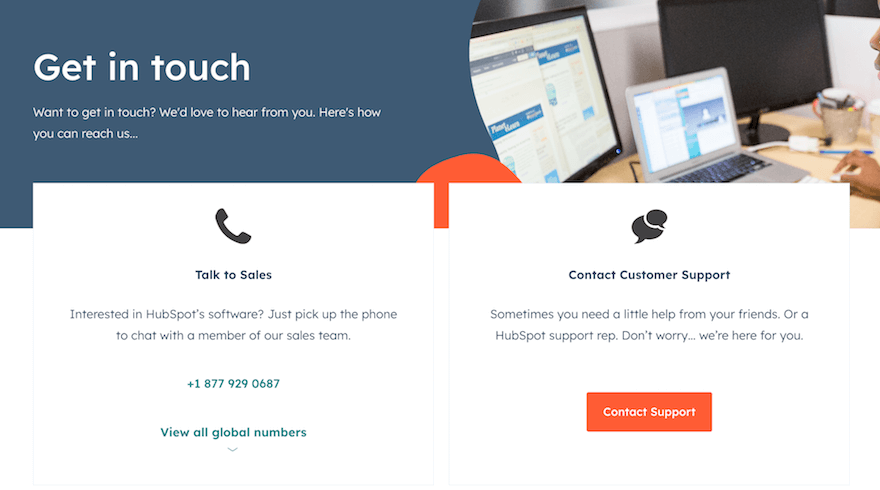 Get in touch
Want to get in touch? We'd love to hear from you. Here's how
you can reach us...
Talk to Sales
Interested in HubSpot’s software? Just pick up the phone
to chat with a member of our sales team.
+1 877 929 0687
View all global numbers
Contact Customer Support
Sometimes you need a little help from your friends. Or a
HubSpot support rep. Don’t worry… we’re here for you.
Contact Support